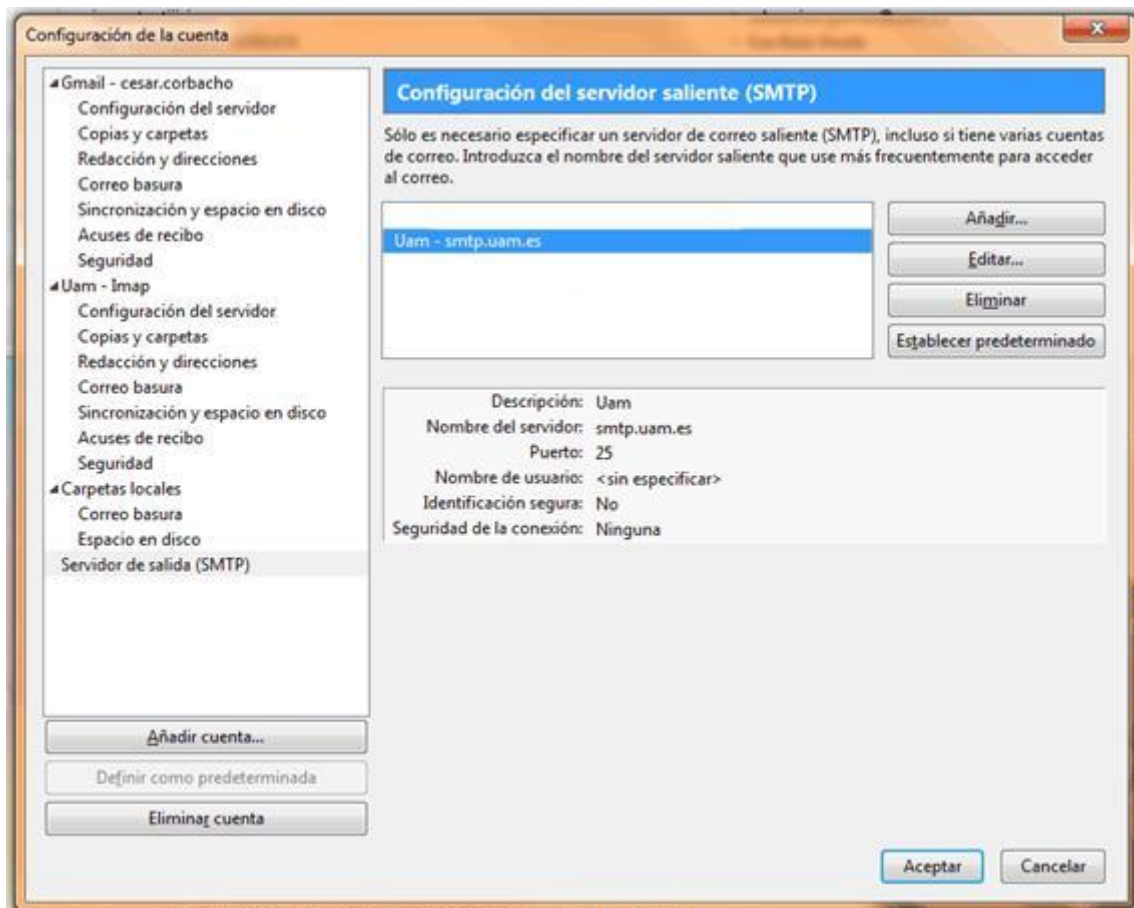 Configuración de la cuenta
Gmail - cesar.corbacho
Configuración del servidor
Copias y carpetas
Redacción y direcciones
Correo basura
Sincronización y espacio en disco
Acuses de recibo
Seguridad
Uam - Imap
Configuración del servidor
Copias y carpetas
Redacción y direcciones
Correo basura
Sincronización y espacio en disco
Acuses de recibo
Seguridad
Carpetas locales
Correo basura
Espacio en disco
Servidor de salida (SMTP)
Añadir cuenta...
Definir como predeterminada
Eliminar cuenta
Configuración del servidor saliente (SMTP)
Sólo es necesario especificar un servidor de correo saliente (SMTP), incluso si tiene varias cuentas
de correo. Introduzca el nombre del servidor saliente que use más frecuentemente para acceder
al correo.
Uam - smtp.uam.es
Añadir...
Editar...
Eliminar
Establecer predeterminado
Descripción: Uam
Nombre del servidor: smtp.uam.es
Puerto: 25
Nombre de usuario: <sin especificar>
Identificación segura: No
Seguridad de la conexión: Ninguna
Aceptar
Cancelar